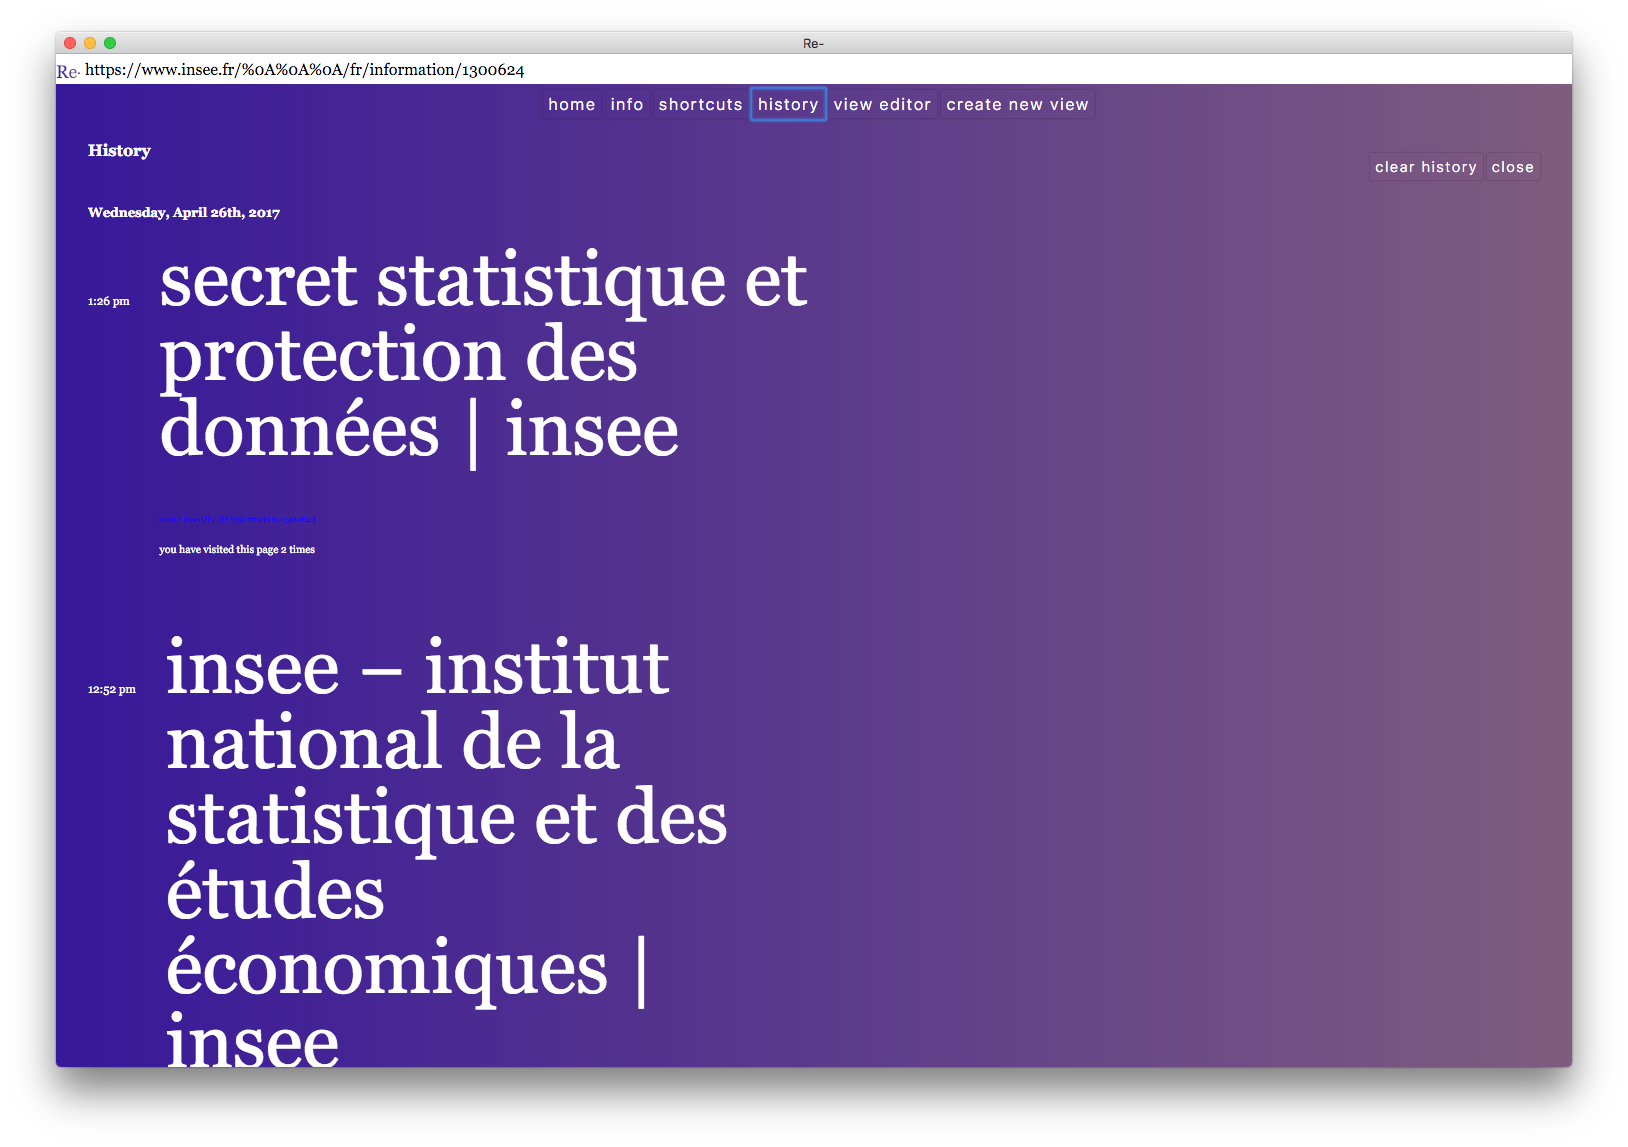 Re-
Re- https://www.insee.fr/%0A%0A%0A/fr/information/1300624
home info shortcuts history view editor create new view
History
clear history close
Wednesday, April 26th, 2017
1:26 pm
secret statistique et
protection des
données | insee
you have visited this page 2 times
12:52 pm
insee – institut
national de la
statistique et des
études
économiques |
insee